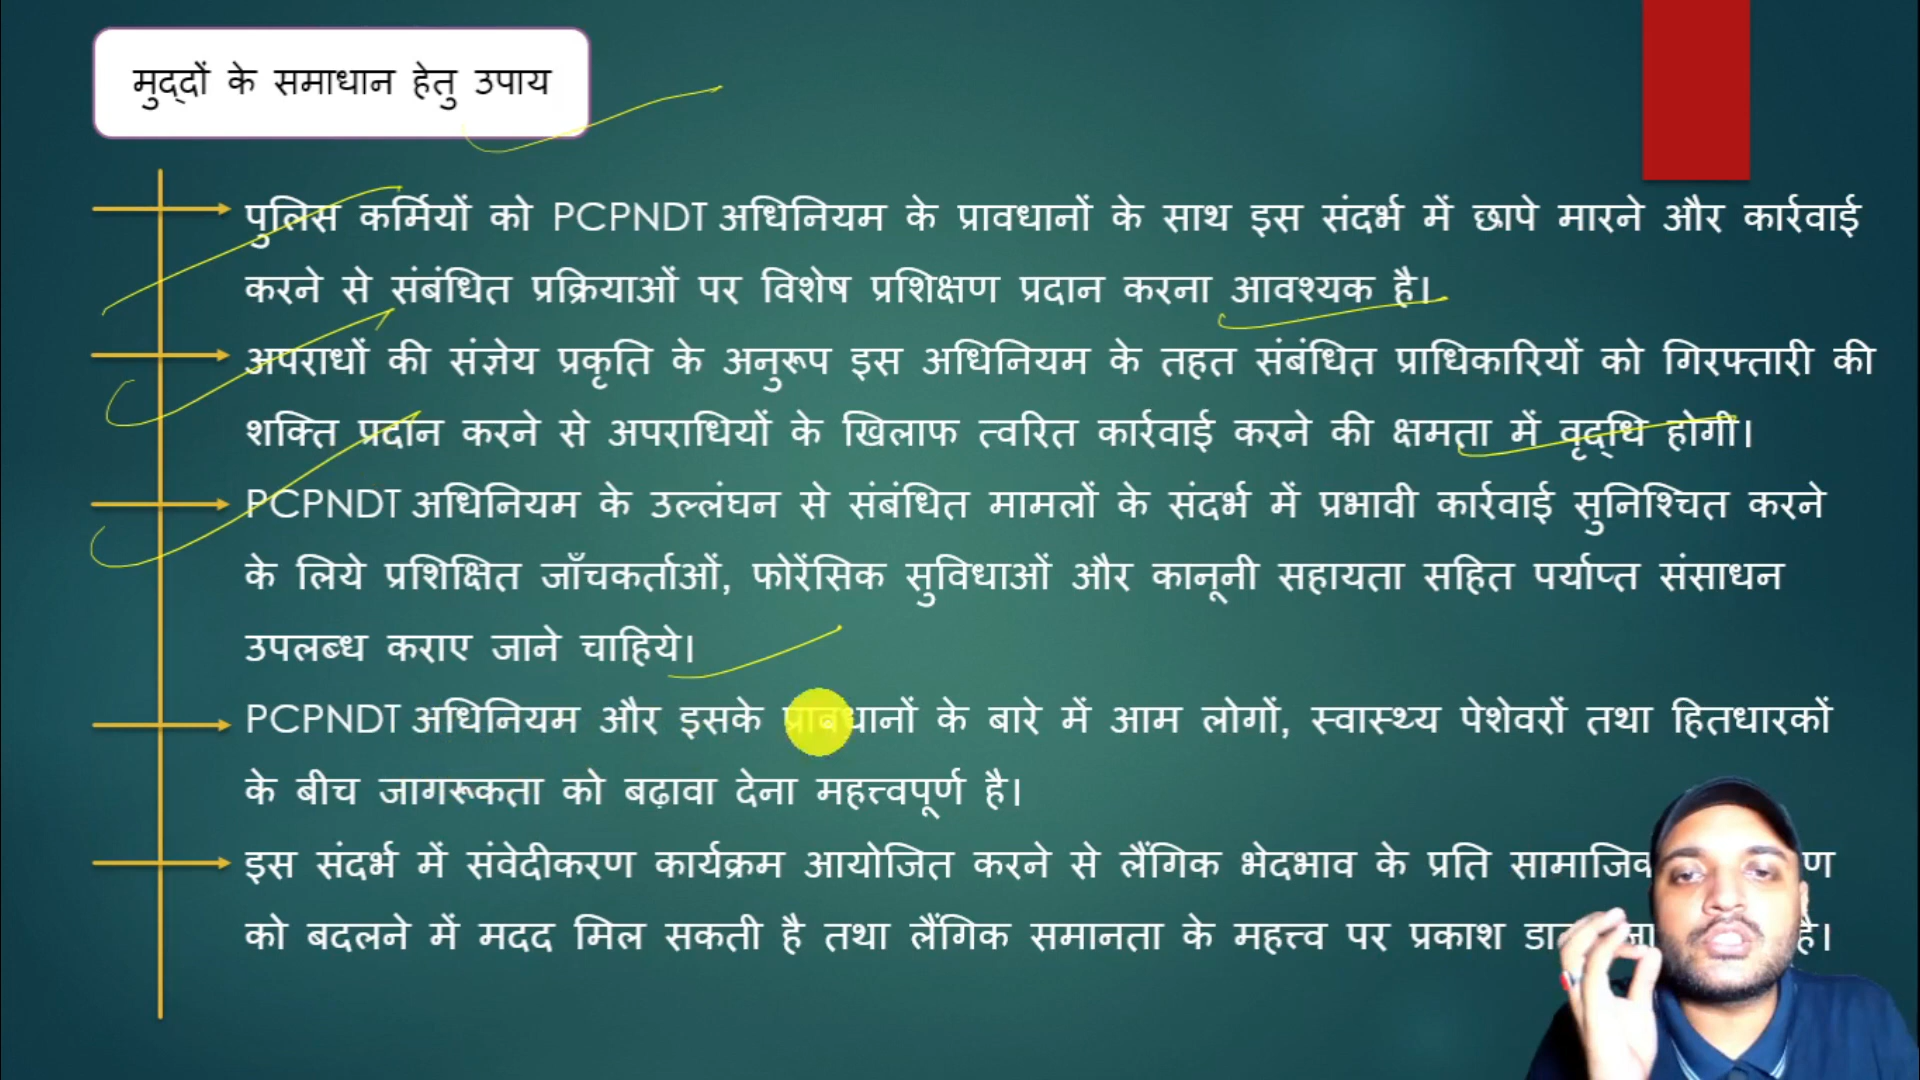 मुद्दों के समाधान हेतु उपाय
पुलिस कर्मियों को PCPNDT अधिनियम के प्रावधानों के साथ इस संदर्भ में छापे मारने और कार्रवाई
करने से संबंधित प्रक्रियाओं पर विशेष प्रशिक्षण प्रदान करना आवश्यक है।
अपराधों की संज्ञेय प्रकृति के अनुरूप इस अधिनियम के तहत संबंधित प्राधिकारियों को गिरफ्तारी की
शक्ति प्रदान करने से अपराधियों के खिलाफ त्वरित कार्रवाई करने की क्षमता में वृद्धि होगी।
PCPNDT अधिनियम के उल्लंघन से संबंधित मामलों के संदर्भ में प्रभावी कार्रवाई सुनिश्चित करने
के लिये प्रशिक्षित जाँचकर्ताओं, फोरेंसिक सुविधाओं और कानूनी सहायता सहित पर्याप्त संसाधन
उपलब्ध कराए जाने चाहिये।
PCPNDT अधिनियम और इसके प्रावधानों के बारे में आम लोगों, स्वास्थ्य पेशेवरों तथा हितधारकों
के बीच जागरूकता को बढ़ावा देना महत्त्वपूर्ण है।
इस संदर्भ में संवेदीकरण कार्यक्रम आयोजित करने से लैंगिक भेदभाव के प्रति
को बदलने में मदद मिल सकती है तथा लैंगिक समानता के महत्त्व पर प्रकाश है।